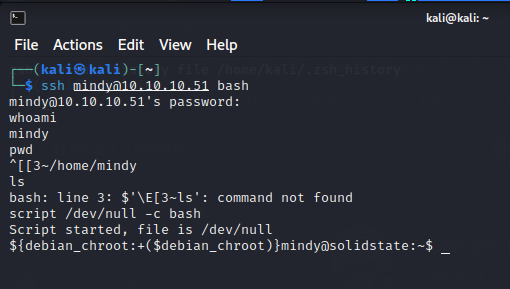 kali@kali: ~
File Actions Edit View Help
┌──(kali㉿kali)-[~]
└─$ ssh mindy@10.10.10.51 bash
mindy@10.10.10.51's password:
whoami
mindy
pwd
^[[3~/home/mindy
ls
bash: line 3: $'\E[3~ls': command not found
script /dev/null -c bash
Script started, file is /dev/null
${debian_chroot:+($debian_chroot)}mindy@solidstate:~$ _